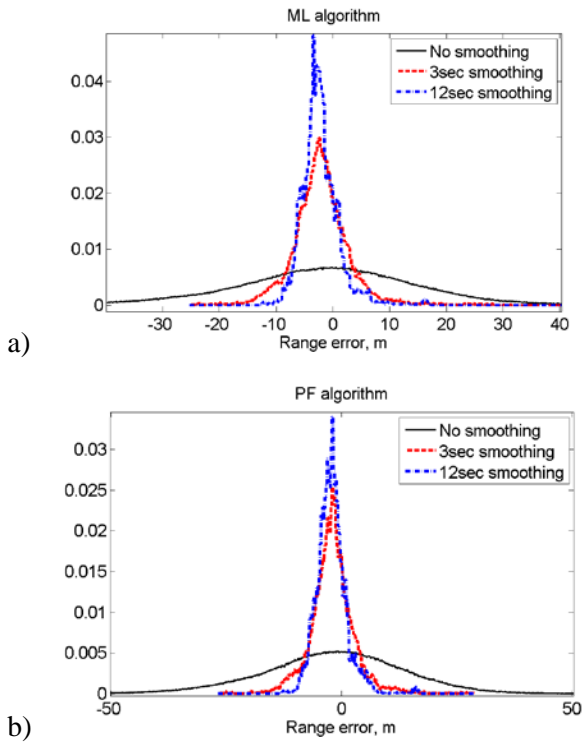 ML algorithm
No smoothing
3sec smoothing
12sec smoothing
0.04
0.03
0.02
0.01
0
-30 -20 -10 0 10 20 30 40
Range error, m
a)
PF algorithm
No smoothing
3sec smoothing
12sec smoothing
0.03
0.025
0.02
0.015
0.01
0.005
0
-50 0 50
Range error, m
b)